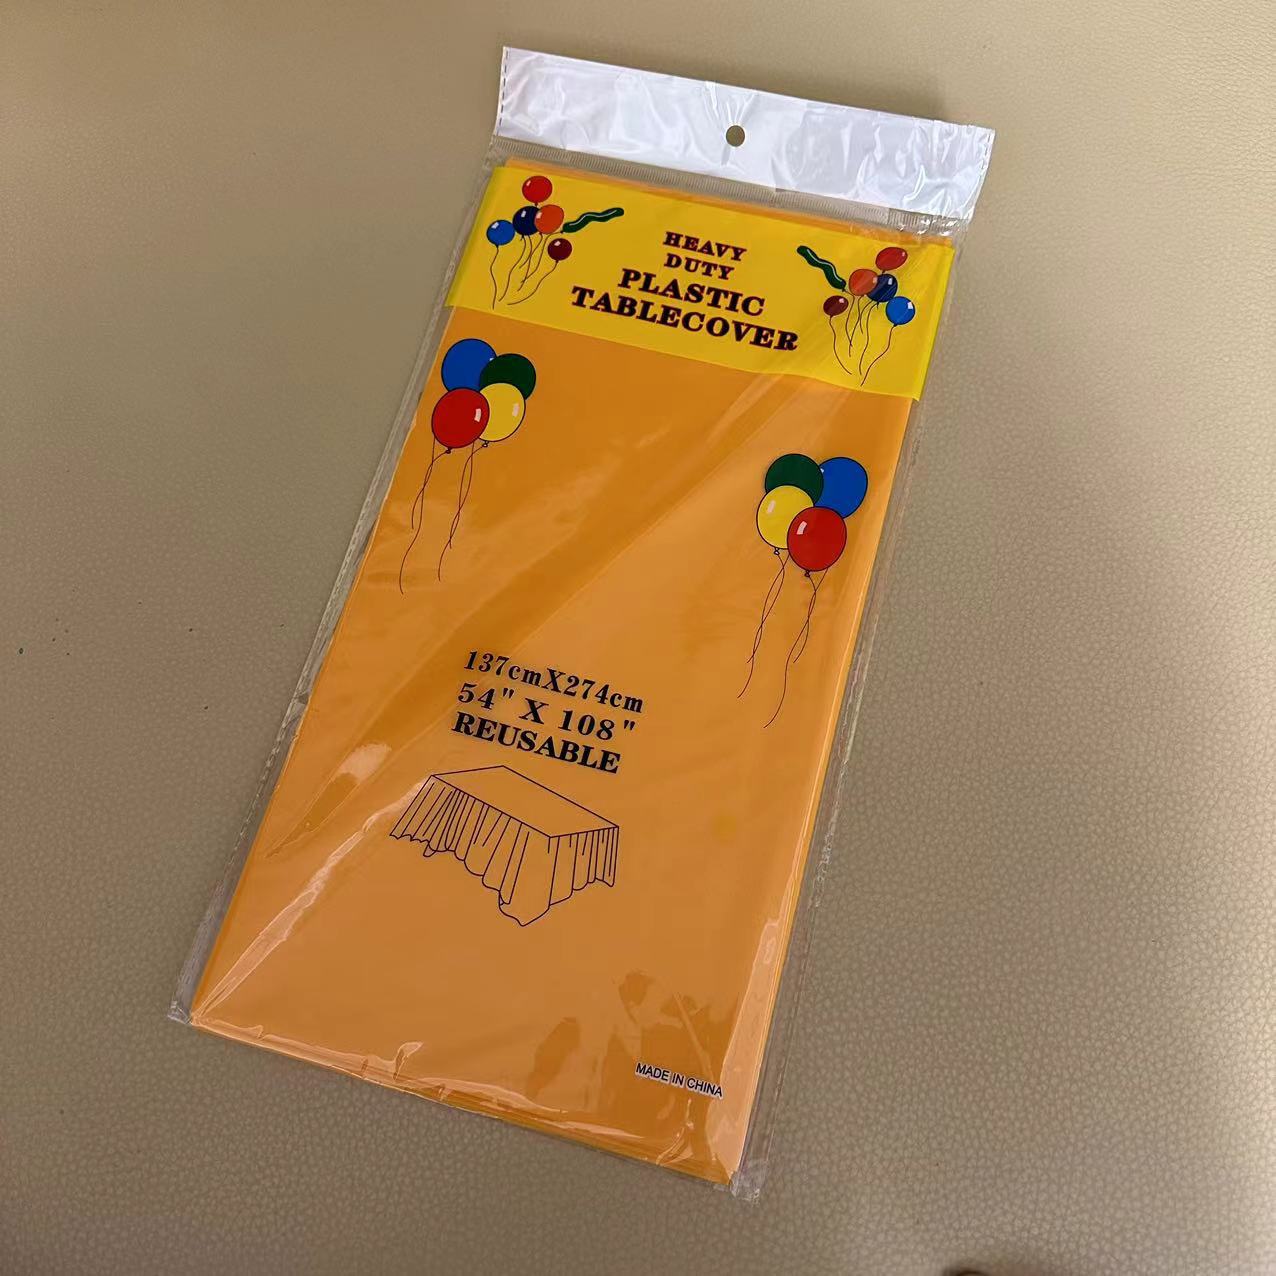 HEAVY
DUTY
PLASTIC
TABLECOVER
137cmX274cm
54" X 108"
REUSABLE
MADE IN CHINA